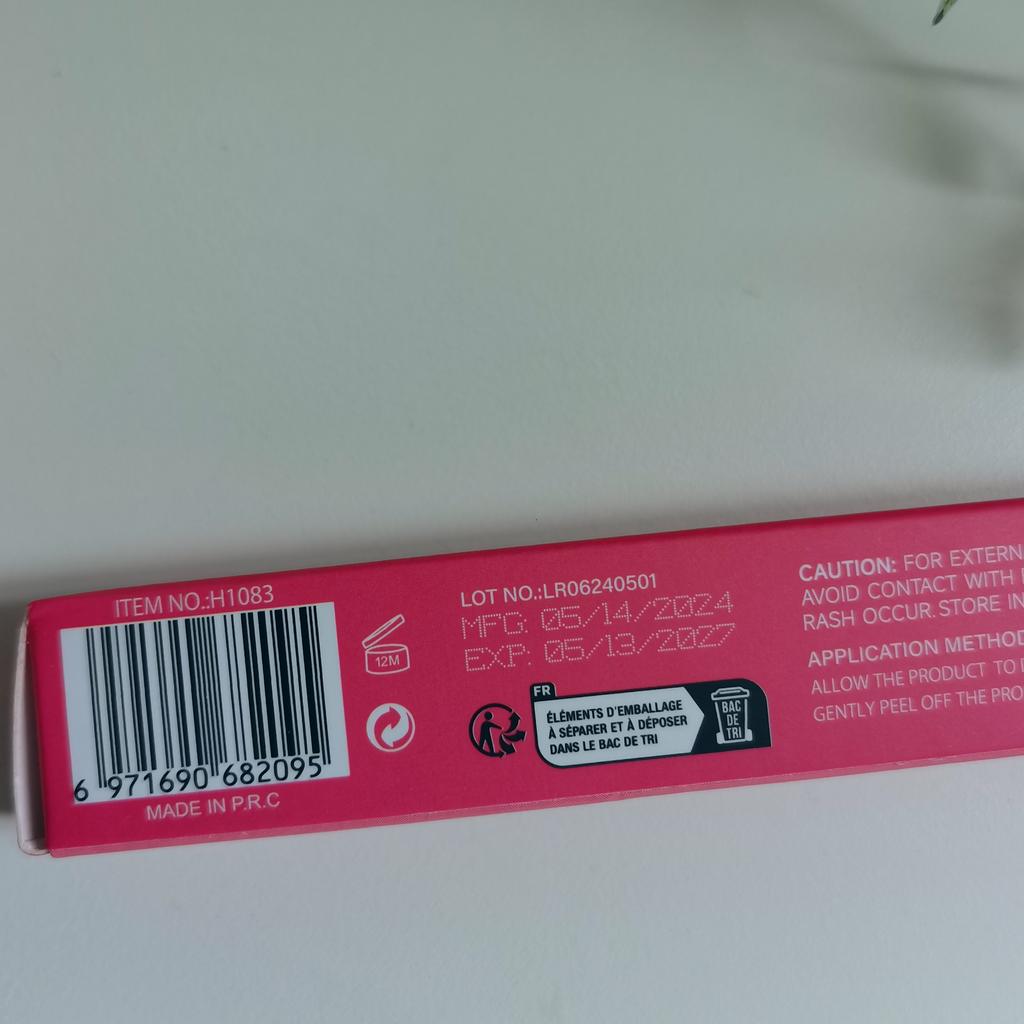 ITEM NO.:H1083
6 971690 682095
MADE IN P.R.C
12M
LOT NO.:LR06240501
MFG: 05/14/2024
EXP: 05/13/2027
FR
ÉLÉMENTS D'EMBALLAGE
À SÉPARER ET À DÉPOSER
DANS LE BAC DE TRI
BAC
DE
TRI
CAUTION: FOR EXTERN
AVOID CONTACT WITH
RASH OCCUR.STORE IN
APPLICATION METHOD
ALLOW THE PRODUCT TO
GENTLY PEEL OFF THE PRO